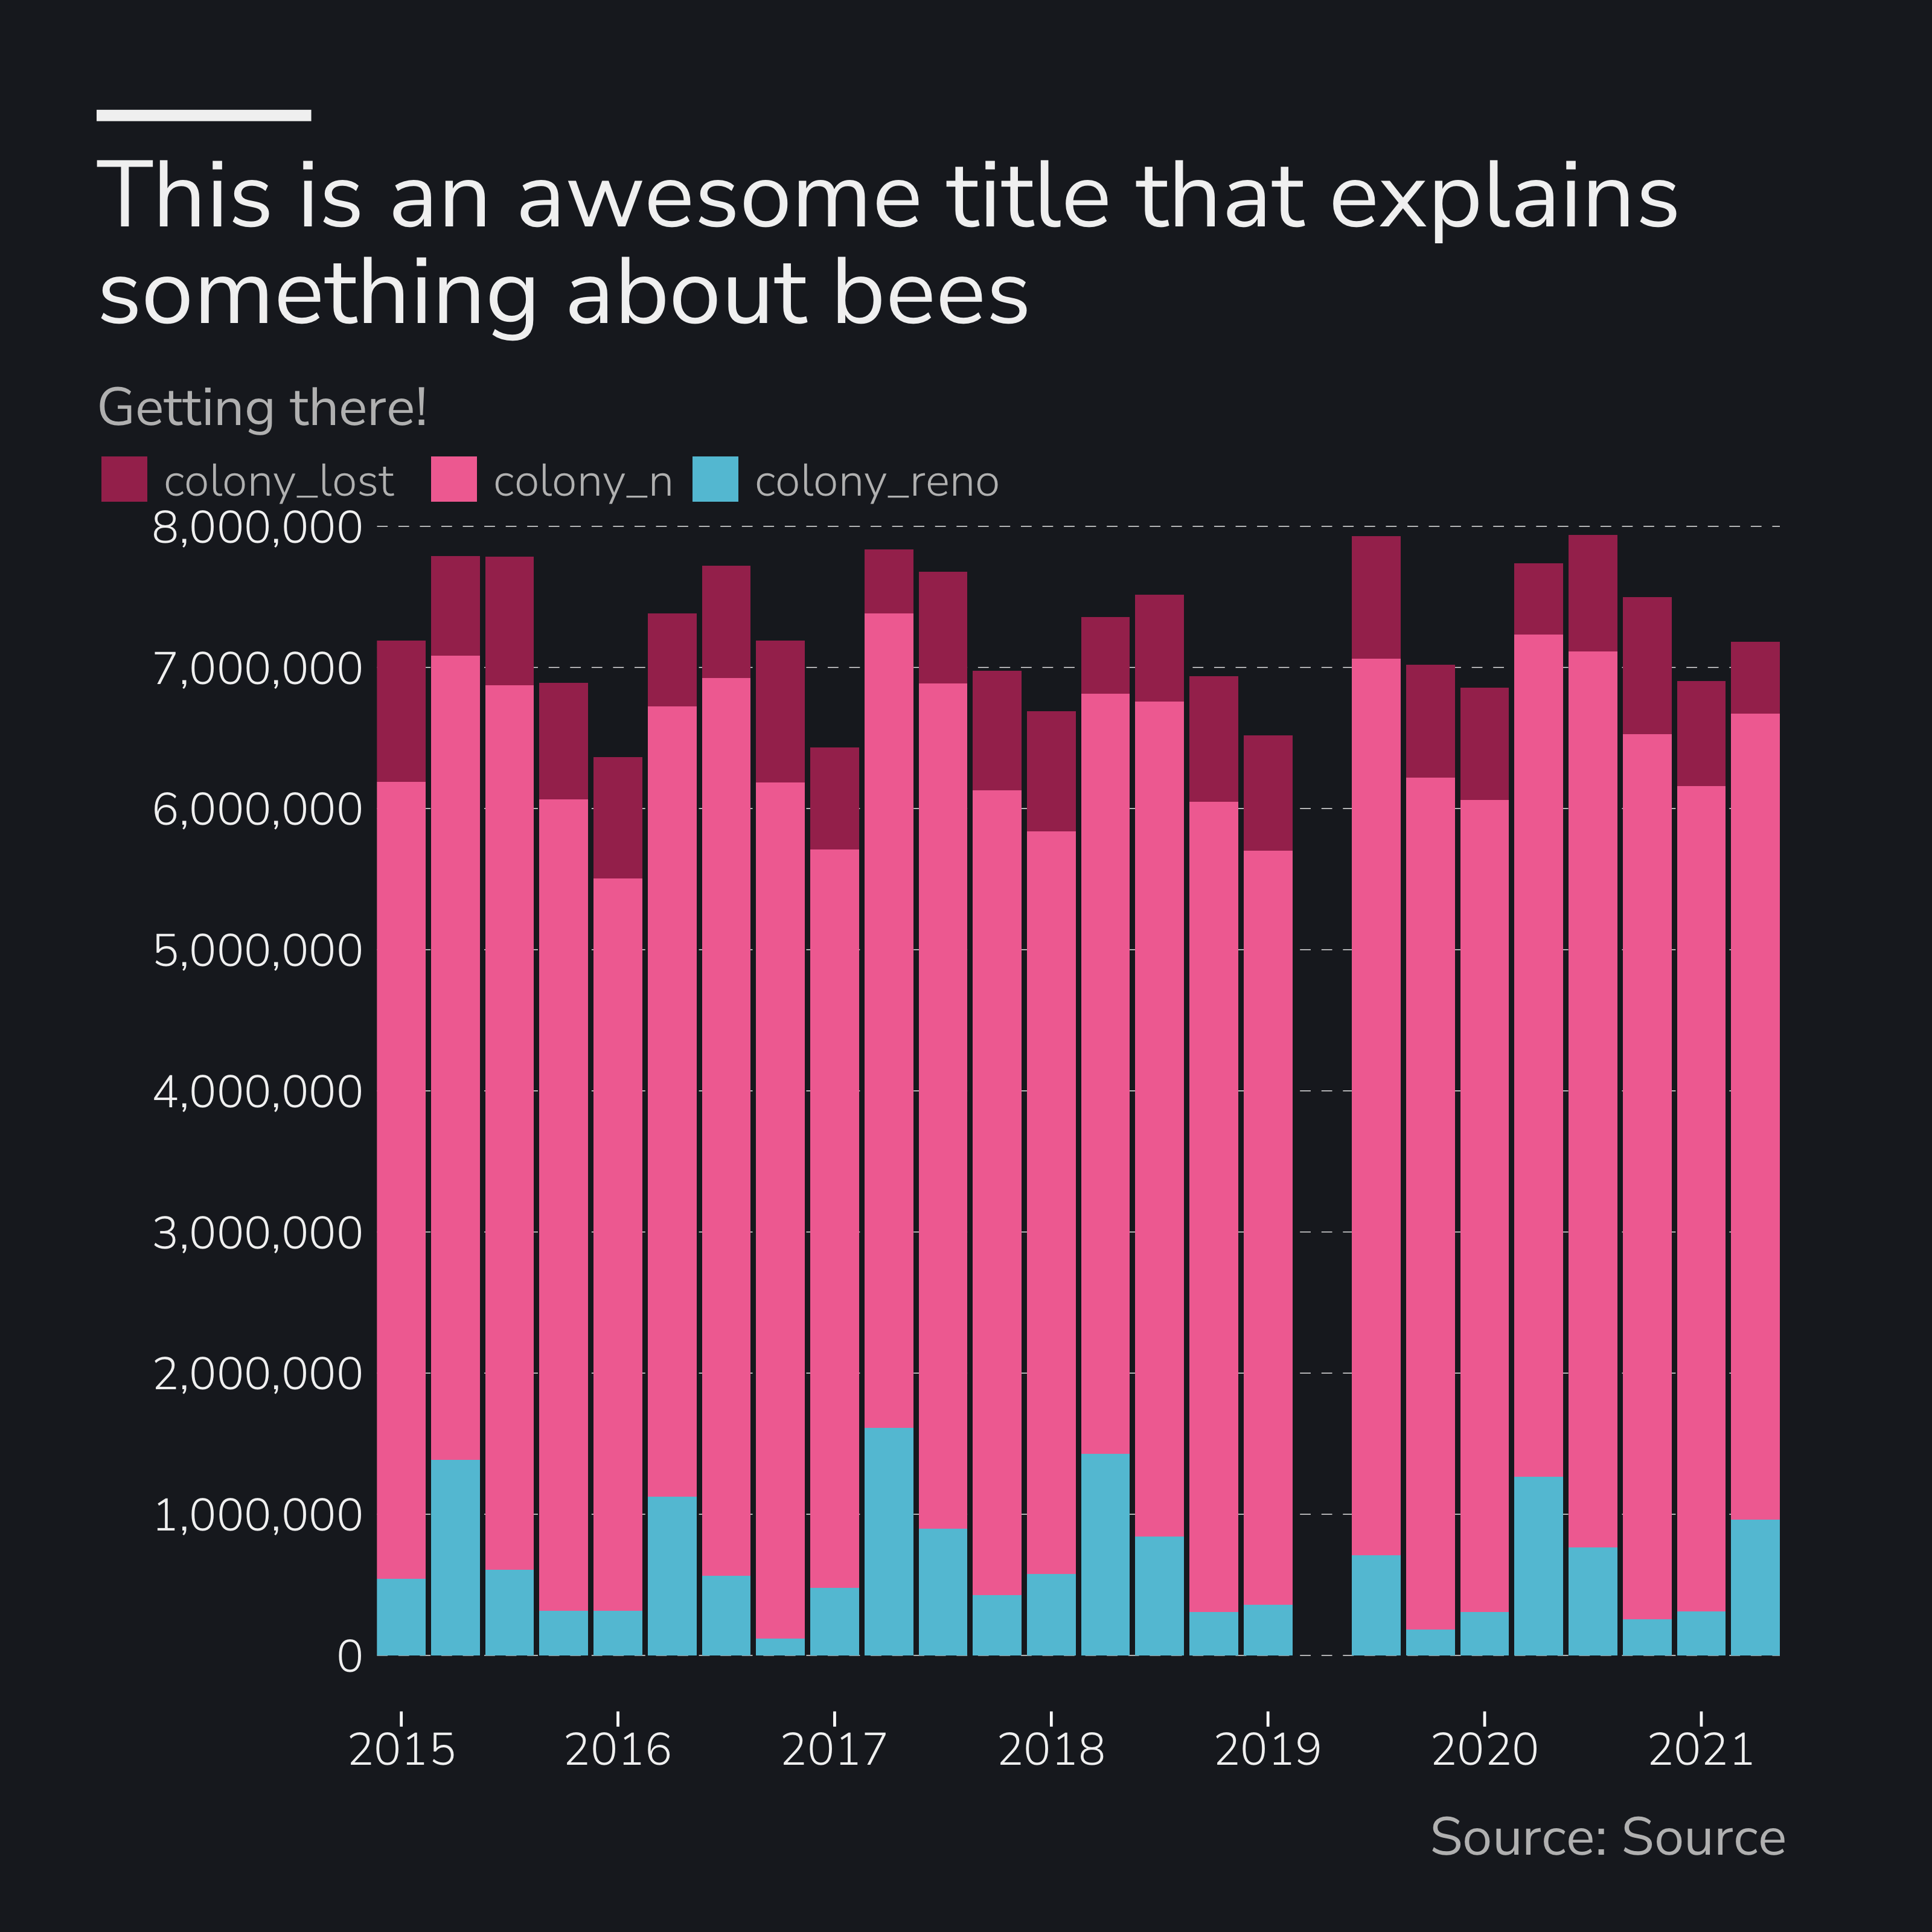 This is an awesome title that explains
something about bees
Getting there!
colony_lost colony_n colony_reno
8,000,000
7,000,000
6,000,000
5,000,000
4,000,000
3,000,000
2,000,000
1,000,000
0
2015 2016 2017 2018 2019 2020 2021
Source: Source